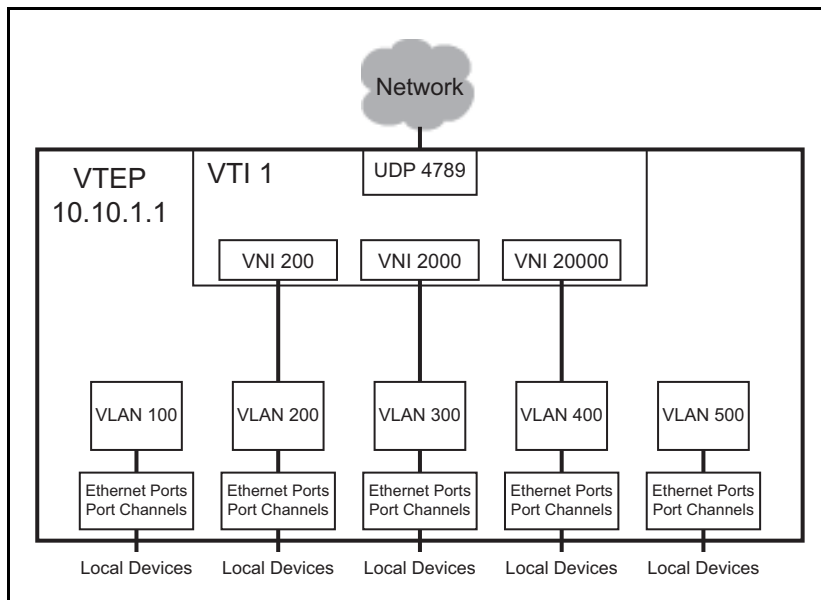 Network
VTEP
10.10.1.1
VTI 1
UDP 4789
VNI 200
VNI 2000
VNI 20000
VLAN 100
VLAN 200
VLAN 300
VLAN 400
VLAN 500
Ethernet Ports
Port Channels
Ethernet Ports
Port Channels
Ethernet Ports
Port Channels
Ethernet Ports
Port Channels
Ethernet Ports
Port Channels
Local Devices
Local Devices
Local Devices
Local Devices
Local Devices